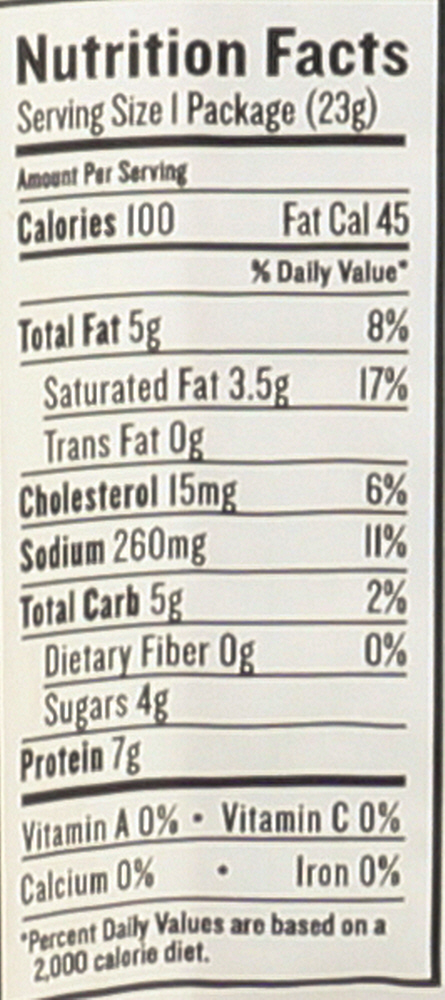 Nutrition Facts
Serving Size 1 Package (23g)
Amount Per Serving
Calories 100 Fat Cal 45
% Daily Value*
Total Fat 5g 8%
Saturated Fat 3.5g 17%
Trans Fat 0g
Cholesterol 15mg 6%
Sodium 260mg 11%
Total Carb 5g 2%
Dietary Fiber 0g 0%
Sugars 4g
Protein 7g
Vitamin A 0% • Vitamin C 0%
Calcium 0% • Iron 0%
*Percent Daily Values are based on a
2,000 calorie diet.